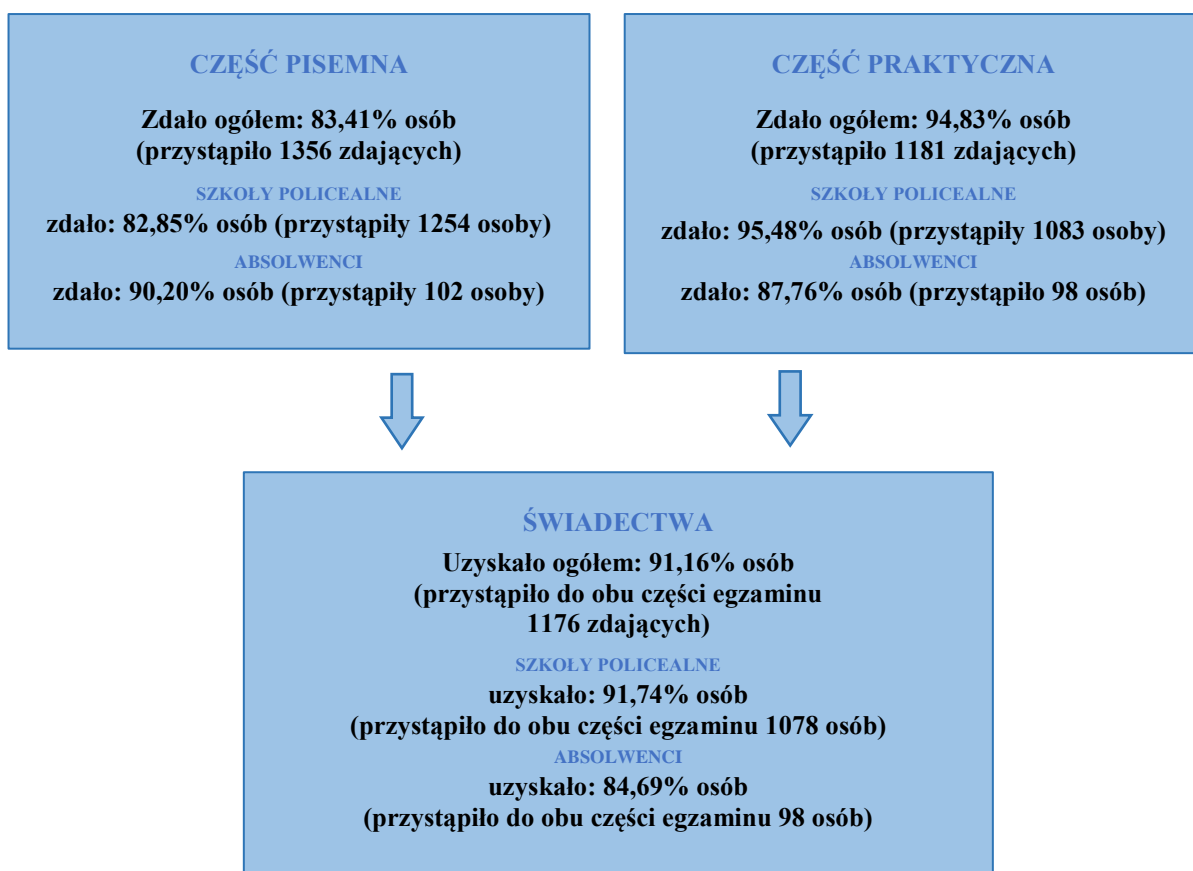 CZĘŚĆ PISEMNA
Zdało ogółem: 83,41% osób
(przystąpiło 1356 zdających)
SZKOŁY POLICEALNE
zdało: 82,85% osób (przystąpiły 1254 osoby)
ABSOLWENCI
zdało: 90,20% osób (przystąpiły 102 osoby)
CZĘŚĆ PRAKTYCZNA
Zdało ogółem: 94,83% osób
(przystąpiło 1181 zdających)
SZKOŁY POLICEALNE
zdało: 95,48% osób (przystąpiły 1083 osoby)
ABSOLWENCI
zdało: 87,76% osób (przystąpiło 98 osób)
ŚWIADECTWA
Uzyskało ogółem: 91,16% osób
(przystąpiło do obu części egzaminu
1176 zdających)
SZKOŁY POLICEALNE
uzyskało: 91,74% osób
(przystąpiło do obu części egzaminu 1078 osób)
ABSOLWENCI
uzyskało: 84,69% osób
(przystąpiło do obu części egzaminu 98 osób)